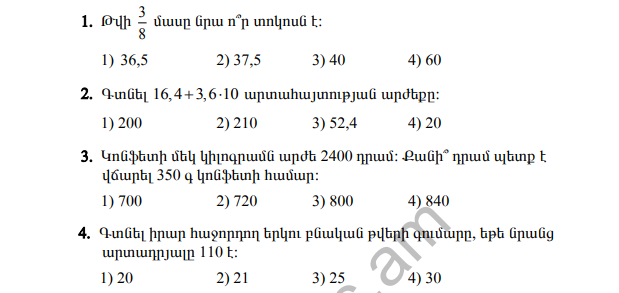 1. Թվի 3/8 մասը նրա ո՞ր տոկոսն է:
1) 36,5 2) 37,5 3) 40 4) 60
2. Գտնել 16,4+3,6·10 արտահայտության արժեքը:
1) 200 2) 210 3) 52,4 4) 20
3. Կոնֆետի մեկ կիլոգրամն արժե 2400 դրամ: Քանի՞ դրամ պետք է
վճարել 350 գ կոնֆետի համար:
1) 700 2) 720 3) 800 4) 840
4. Գտնել իրար հաջորդող երկու բնական թվերի գումարը, եթե նրանց
արտադրյալը 110 է:
1) 20 2) 21 3) 25 4) 30